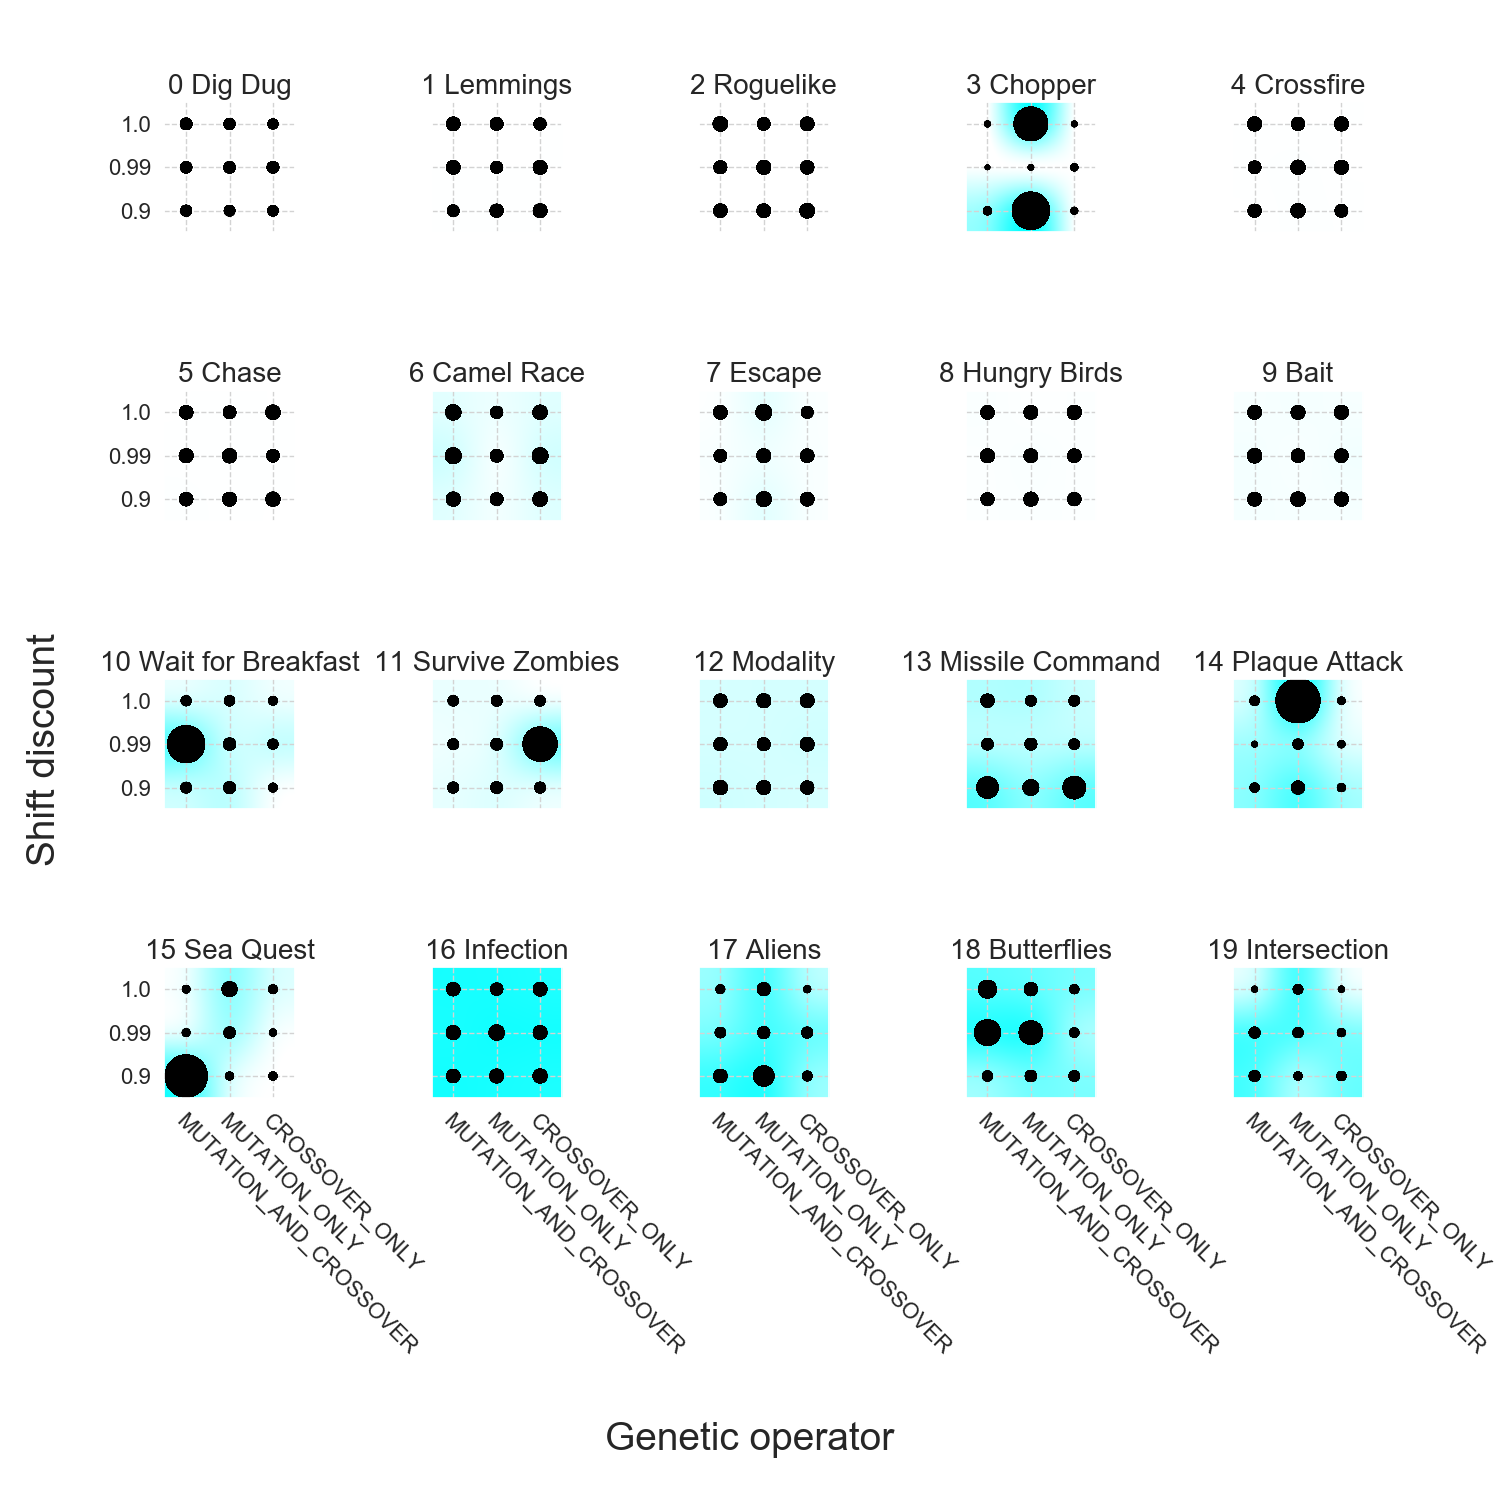 0 Dig Dug
1 Lemmings
2 Roguelike
3 Chopper
4 Crossfire
1.0
0.99
0.9
5 Chase
6 Camel Race
7 Escape
8 Hungry Birds
9 Bait
1.0
0.99
0.9
Shift discount
10 Wait for Breakfast
11 Survive Zombies
12 Modality
13 Missile Command
14 Plaque Attack
1.0
0.99
0.9
15 Sea Quest
16 Infection
17 Aliens
18 Butterflies
19 Intersection
1.0
0.99
0.9
MUTATION_AND_CROSSOVER
MUTATION_ONLY
CROSSOVER_ONLY
MUTATION_AND_CROSSOVER
MUTATION_ONLY
CROSSOVER_ONLY
MUTATION_AND_CROSSOVER
MUTATION_ONLY
CROSSOVER_ONLY
MUTATION_AND_CROSSOVER
MUTATION_ONLY
CROSSOVER_ONLY
MUTATION_AND_CROSSOVER
MUTATION_ONLY
CROSSOVER_ONLY
Genetic operator